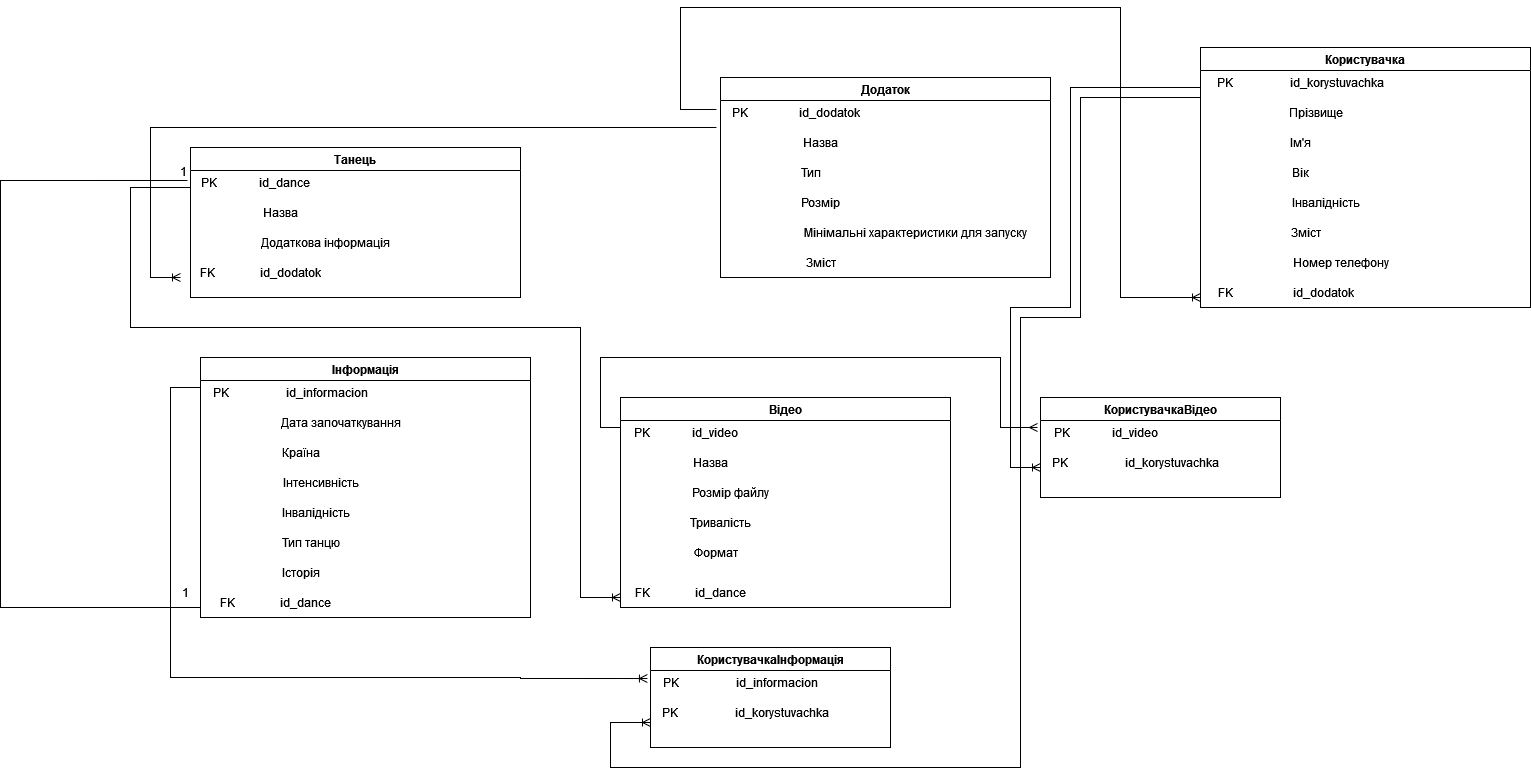 Додаток
PK id_dodatok
Назва
Тип
Розмір
Мінімальні характеристики для запуску
Зміст
Користувачка
PK id_korystuvachka
Прізвище
Ім'я
Вік
Інвалідність
Зміст
Номер телефону
FK id_dodatok
1
Танець
PK id_dance
Назва
Додаткова інформація
FK id_dodatok
Інформація
PK id_informacion
Дата започаткування
Країна
Інтенсивність
Інвалідність
Тип танцю
Історія
1
FK id_dance
Відео
PK id_video
Назва
Розмір файлу
Тривалість
Формат
FK id_dance
КористувачкаВідео
PK id_video
PK id_korystuvachka
КористувачкаІнформація
PK id_informacion
PK id_korystuvachka